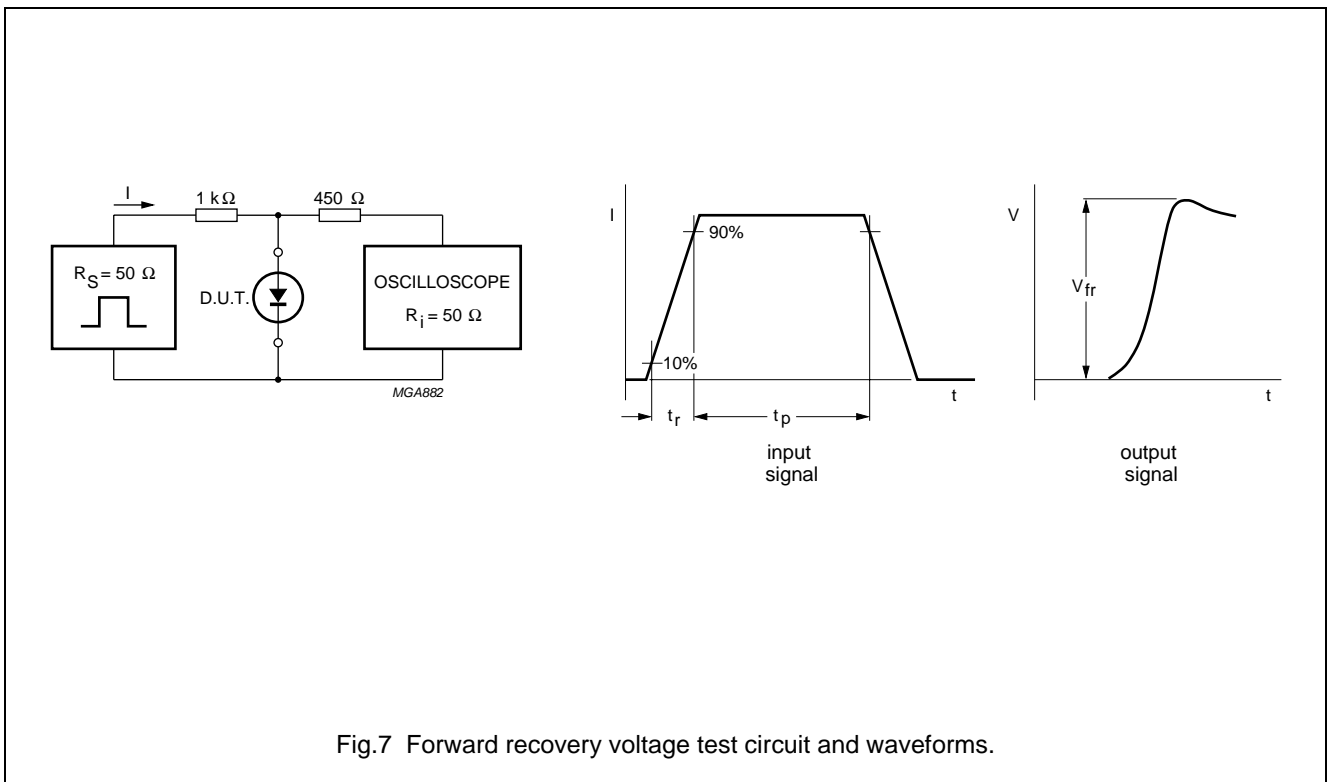 I
1 kΩ
450 Ω
RS = 50 Ω
D.U.T.
OSCILLOSCOPE
Ri = 50 Ω
MGA882
I
90%
10%
t
tr
tp
input
signal
V
Vfr
t
output
signal
Fig.7 Forward recovery voltage test circuit and waveforms.